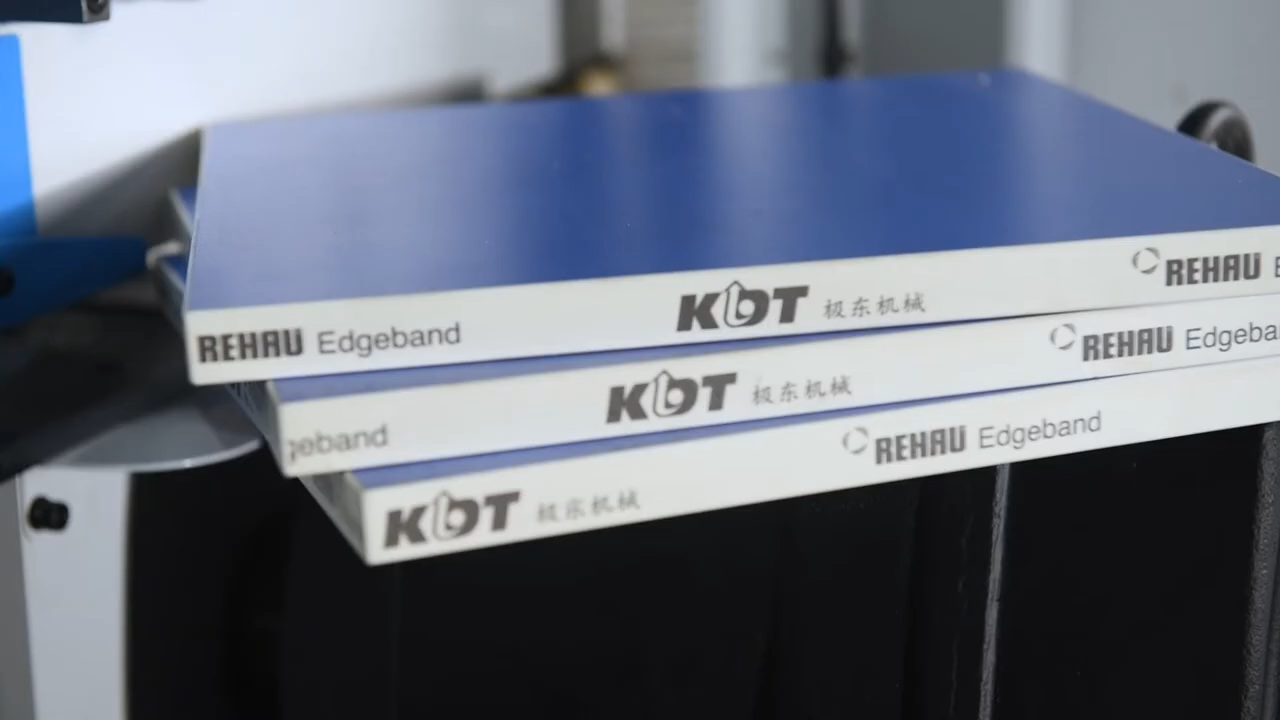 REHAU Edgeband KDT 极东机械 REHAU
geband KDT 极东机械 REHAU Edgeba
KDT 极东机械 REHAU Edgeband